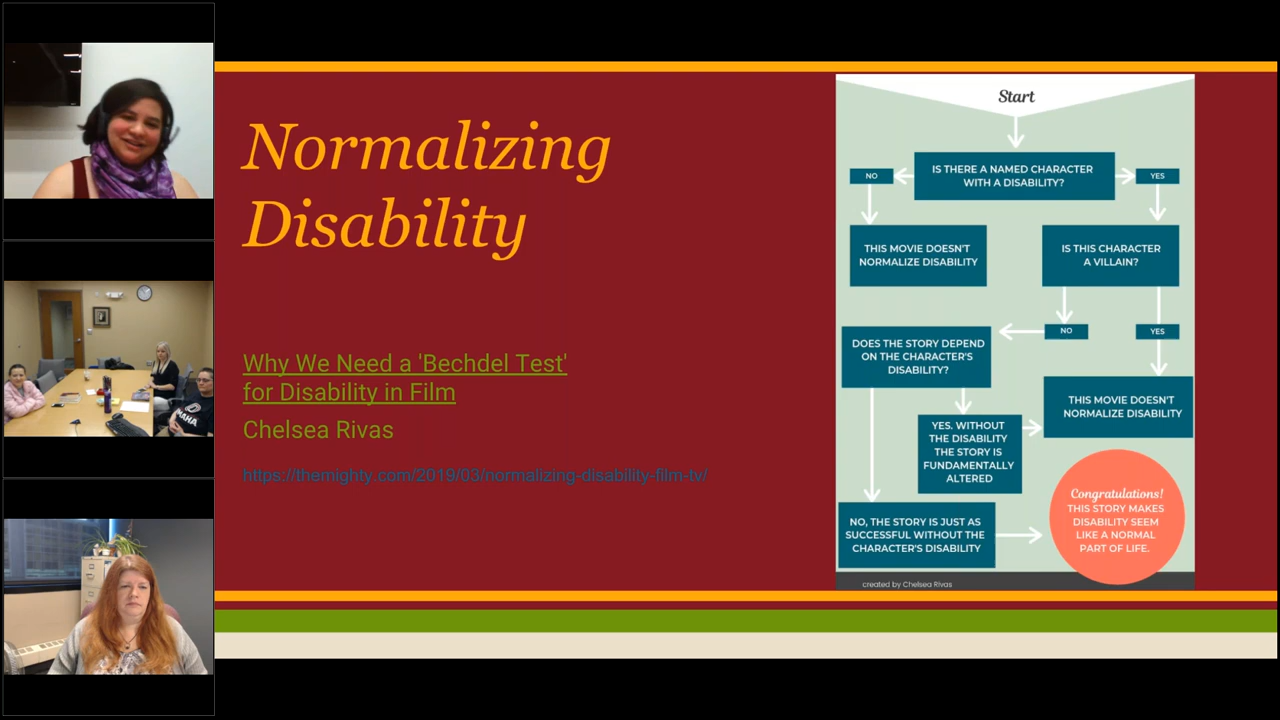 Normalizing
Disability
Why We Need a 'Bechdel Test'
for Disability in Film
Chelsea Rivas
https://themighty.com/2019/03/normalizing-disability-film-tv/
Start
IS THERE A NAMED CHARACTER
WITH A DISABILITY?
NO
YES
THIS MOVIE DOESN'T
NORMALIZE DISABILITY
IS THIS CHARACTER
A VILLAIN?
NO
YES
DOES THE STORY DEPEND
ON THE CHARACTER'S
DISABILITY?
THIS MOVIE DOESN'T
NORMALIZE DISABILITY
YES. WITHOUT
THE DISABILITY
THE STORY IS
FUNDAMENTALLY
ALTERED
NO, THE STORY IS JUST AS
SUCCESSFUL WITHOUT THE
CHARACTER'S DISABILITY
Congratulations!
THIS STORY MAKES
DISABILITY SEEM
LIKE A NORMAL
PART OF LIFE.
created by Chelsea Rivas
OMAHA